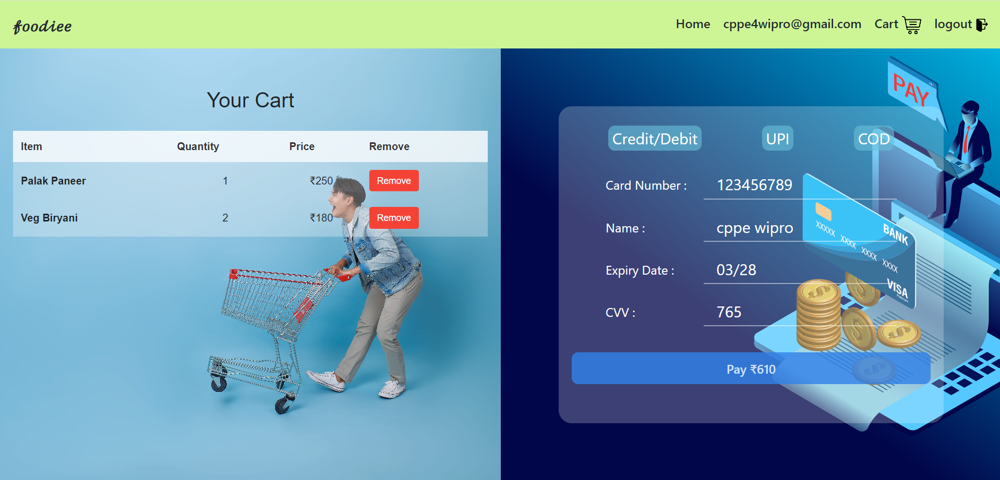 foodiee
Home cppe4wipro@gmail.com Cart logout
Your Cart
Item Quantity Price Remove
Palak Paneer 1 ₹250 Remove
Veg Biryani 2 ₹180 Remove
PAY
Credit/Debit UPI COD
Card Number : 123456789
Name : cppe wipro
Expiry Date : 03/28
CVV : 765
Pay ₹610
BANK
XXXXX XXXX XXXX XXXX
VISA
Platinum